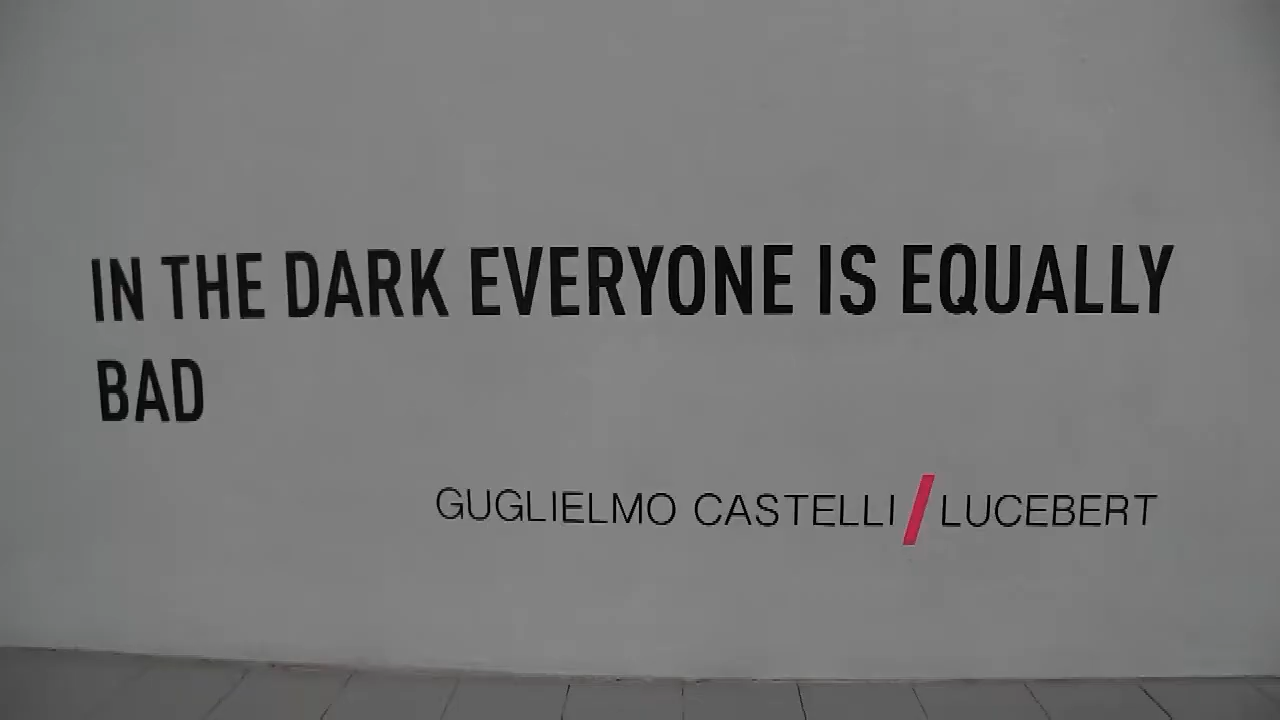 IN THE DARK EVERYONE IS EQUALLY
BAD
GUGLIELMO CASTELLI/LUCEBERT